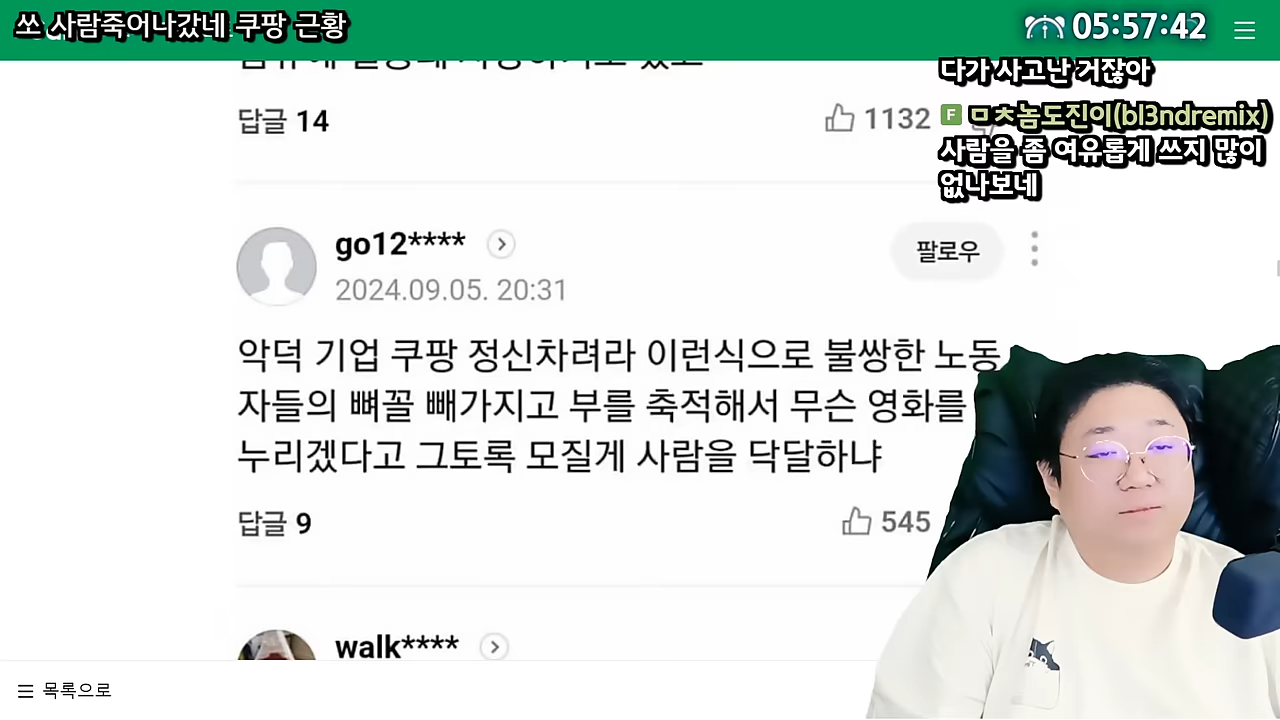 쏘 사람죽어나갔네 쿠팡 근황
05:57:42
다가 사고난 거잖아
F ㅁㅊ놈도진이(bl3ndremix)
사람을 좀 여유롭게 쓰지 많이
없나보네
답글 14
1132
go12****
팔로우
2024.09.05. 20:31
악덕 기업 쿠팡 정신차려라 이런식으로 불쌍한 노동
자들의 뼈꼴 빼가지고 부를 축적해서 무슨 영화를
누리겠다고 그토록 모질게 사람을 닥달하냐
답글 9
545
walk****
목록으로